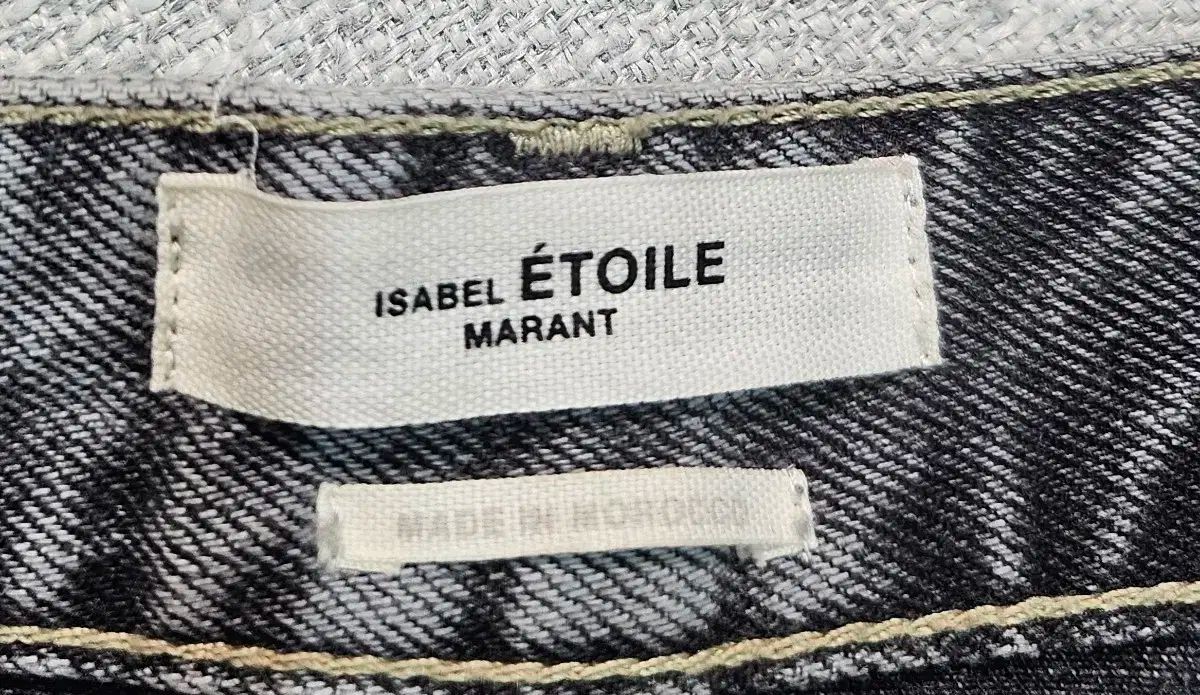 ISABEL ÉTOILE
MARANT
MADE IN MOROCCO